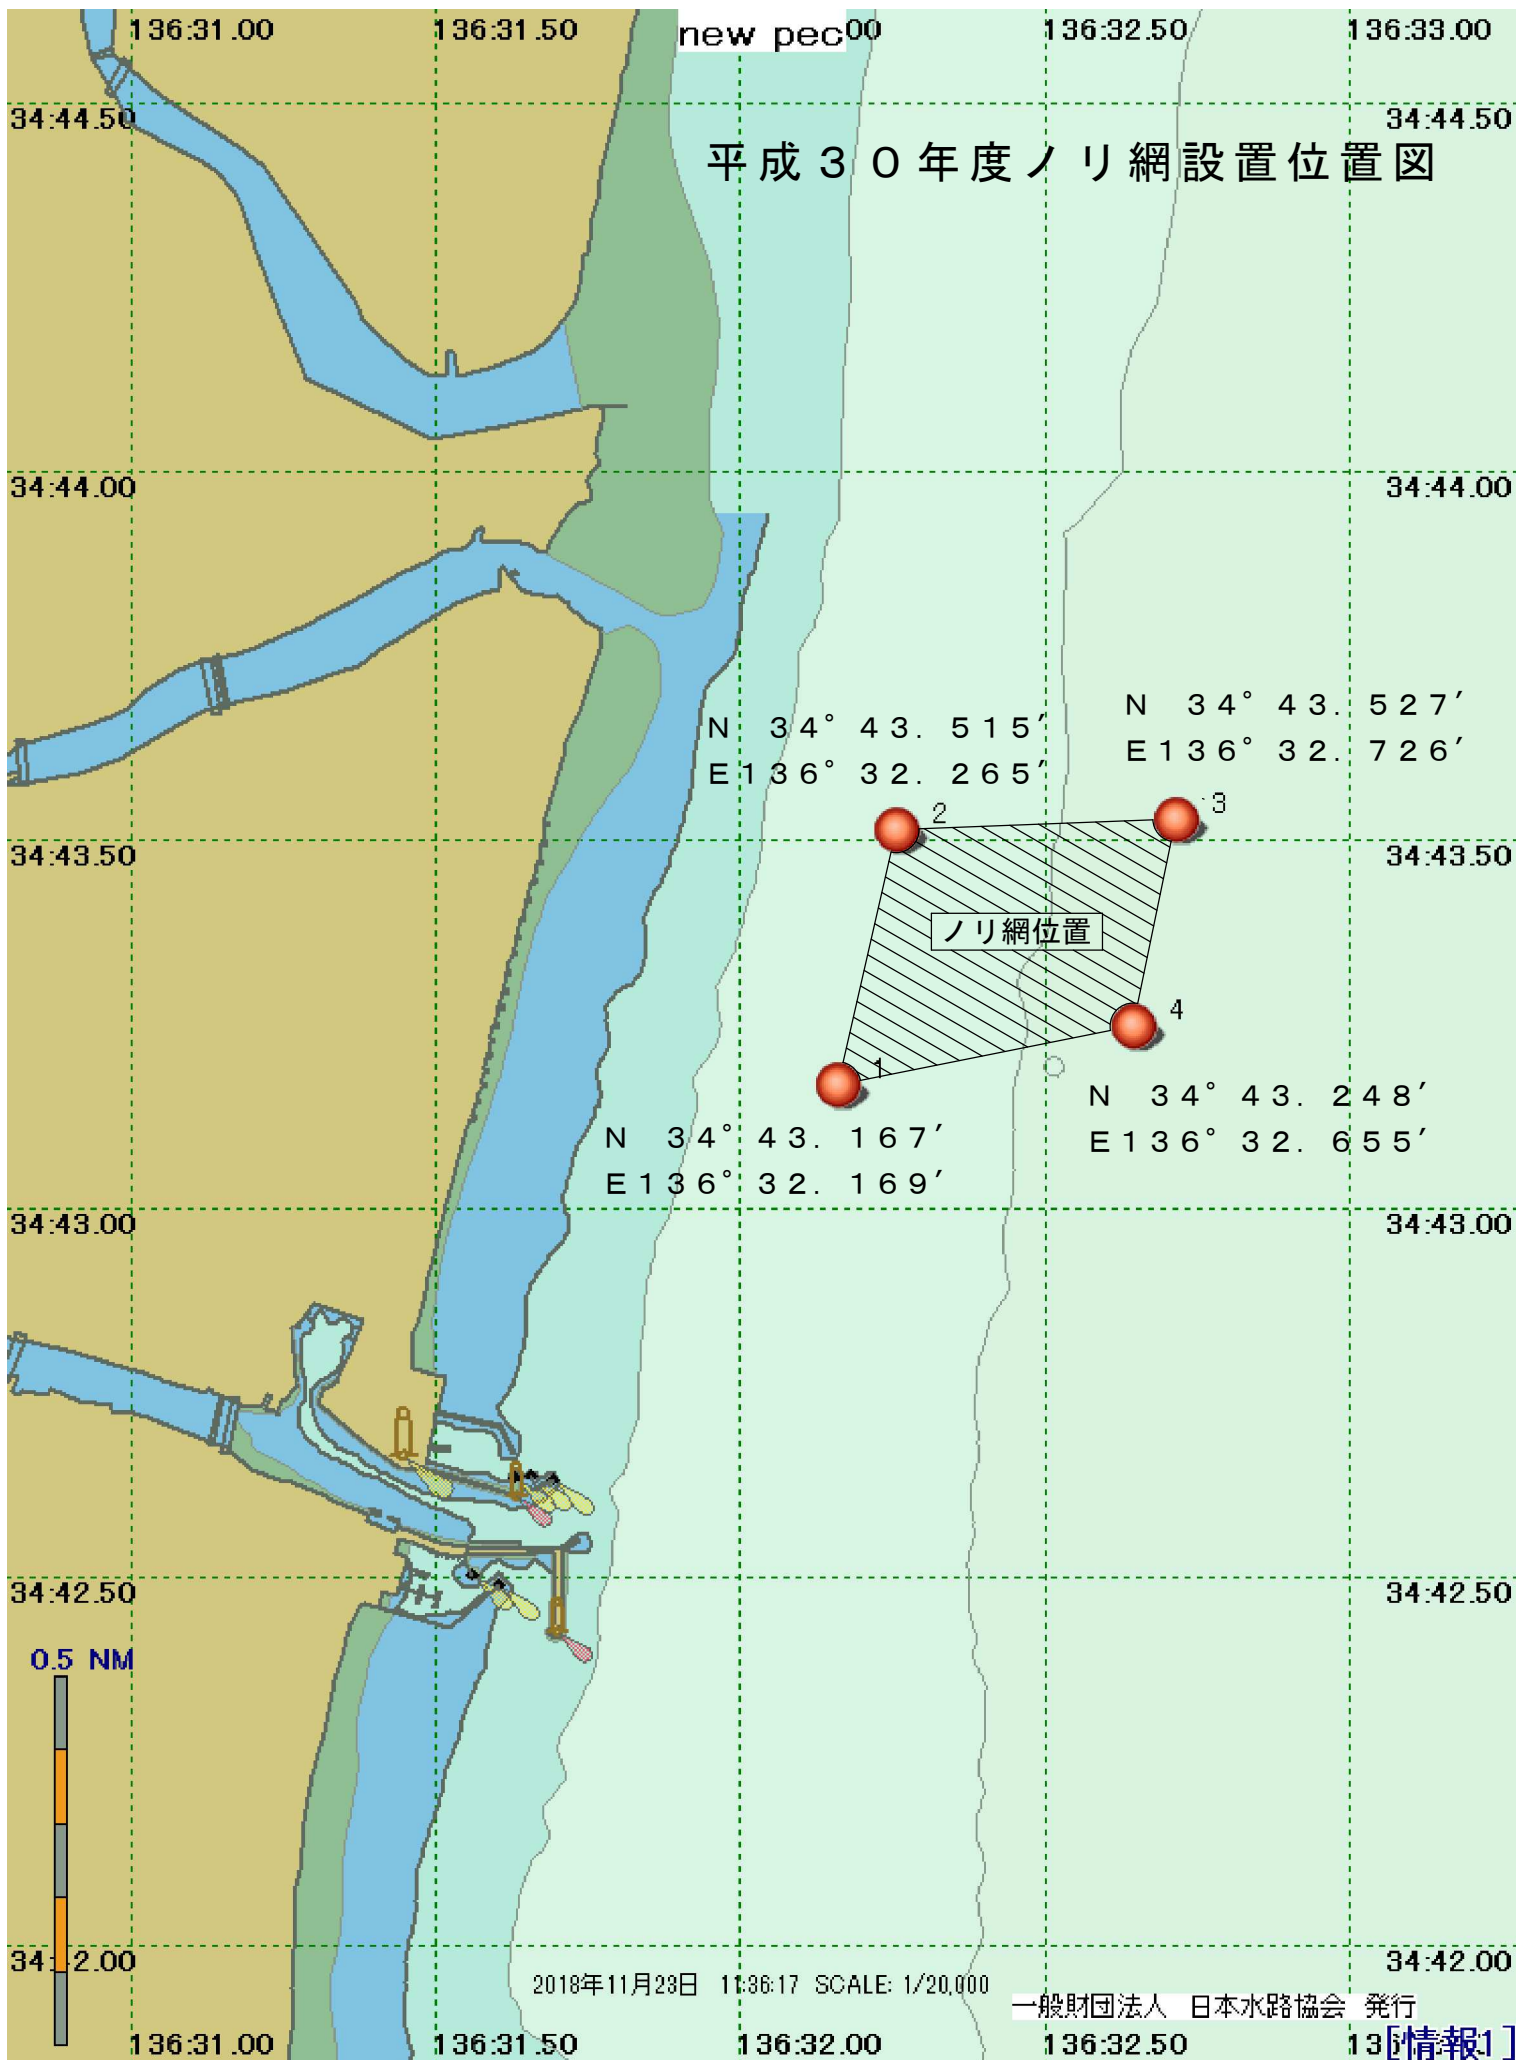 136:31.00 136:31.50 new pec 00 136:32.50 136:33.00
34:44.50 34:44.50
平成３０年度ノリ網設置位置図
34:44.00 34:44.00
N 34° 43. 527′
E136° 32. 726′
N 34° 43. 515′
E136° 32. 265′
2 3
34:43.50 34:43.50
ノリ網位置
4
1
N 34° 43. 248′
E136° 32. 655′
N 34° 43. 167′
E136° 32. 169′
34:43.00 34:43.00
34:42.50 34:42.50
0.5 NM
34:42.00 34:42.00
2018年11月23日 11:36:17 SCALE: 1/20,000
一般財団法人 日本水路協会 発行
136:31.00 136:31.50 136:32.00 136:32.50
[情報1]